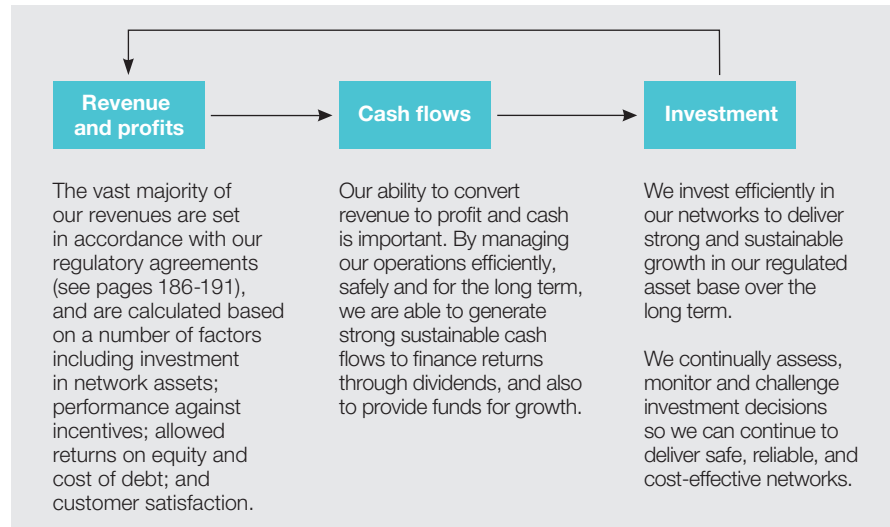 Revenue
and profits
The vast majority of
our revenues are set
in accordance with our
regulatory agreements
(see pages 186-191),
and are calculated based
on a number of factors
including investment
in network assets;
performance against
incentives; allowed
returns on equity and
cost of debt; and
customer satisfaction.
Cash flows
Our ability to convert
revenue to profit and cash
is important. By managing
our operations efficiently,
safely and for the long term,
we are able to generate
strong sustainable cash
flows to finance returns
through dividends, and also
to provide funds for growth.
Investment
We invest efficiently in
our networks to deliver
strong and sustainable
growth in our regulated
asset base over the
long term.
We continually assess,
monitor and challenge
investment decisions
so we can continue to
deliver safe, reliable, and
cost-effective networks.